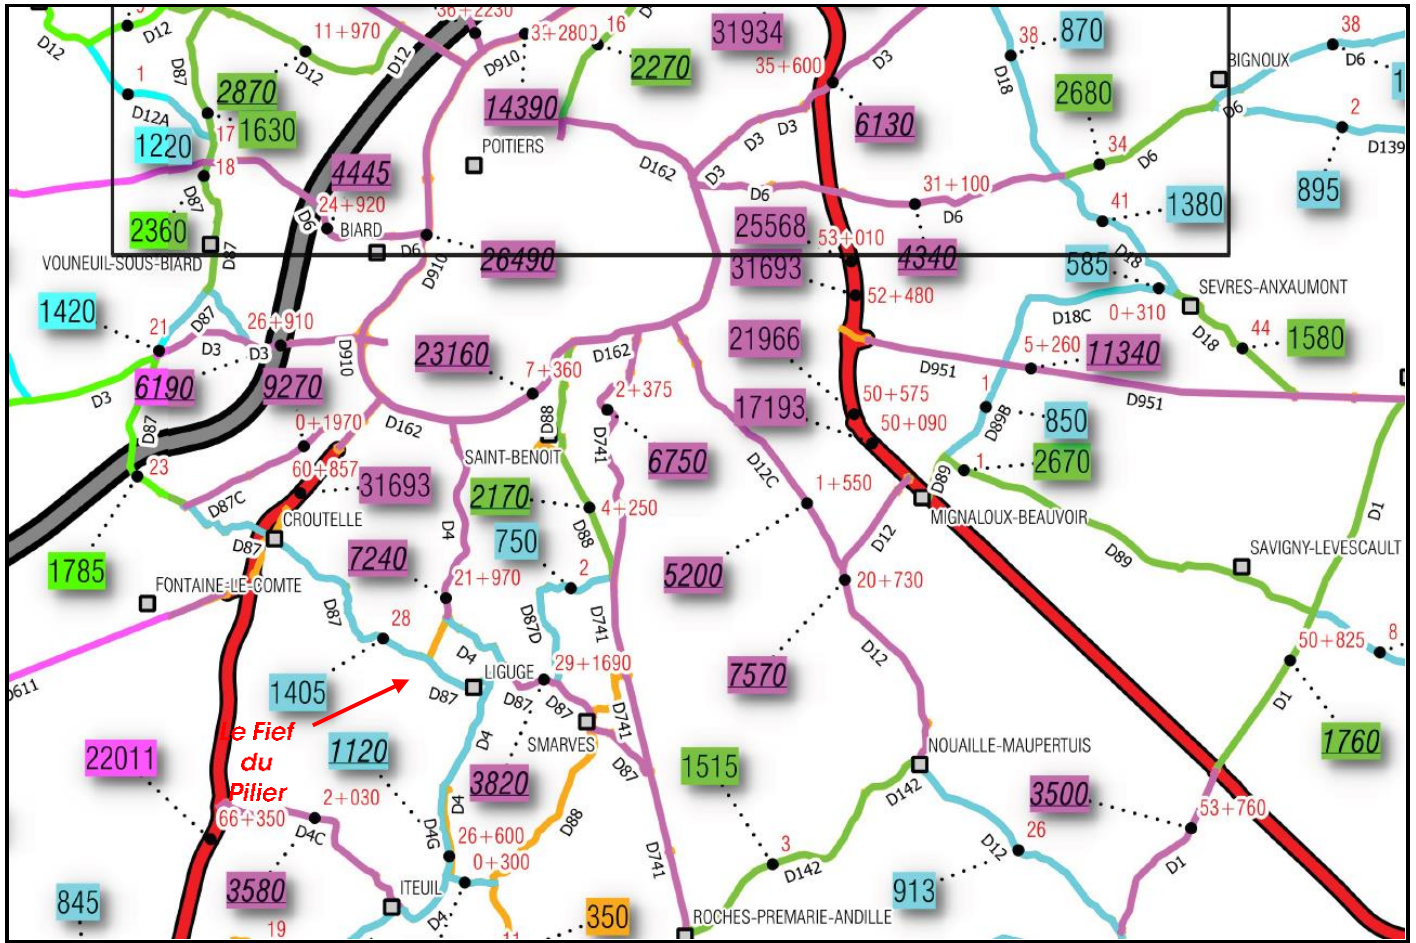 36+2230
31934
38
870
38
D12
D12
11+970
D12
33+2800
16
D910
35+600
D3
BIGNOUX
D6
1
D87
D12
2870
2270
D18
2680
D12A
1630
14390
6130
D6
2
1220
17
POITIERS
D3
D3
34
D139
18
4445
D162
D3
D6
D6
31+100
895
D87
24+920
25568
D6
41
1380
2360
D6
BIARD
53+010
VOUNEUIL-SOUS-BIARD
D87
D6
26490
31693
4340
585
D18
D910
1420
52+480
SEVRES-ANXAUMONT
D87
26+910
D18C
0+310
21
D3
D3
D910
23160
D162
21966
5+260
11340
D18
44
1580
7+360
D951
6190
9270
2+375
1
D951
D3
50+575
17193
D89B
850
D87
0+1970
D162
D88
D741
50+090
23
60+857
SAINT-BENOIT
6750
D12C
1
2670
D87C
31693
2170
1+550
D89
4+250
CROUTELLE
D4
D88
MIGNALOUX-BEAUVOIR
D1
D87
750
D12
1785
7240
D89
SAVIGNY-LEVESCAULT
FONTAINE-LE-COMTE
21+970
2
5200
20+730
D87
28
D87D
D741
50+825
8
D4
29+1690
D12
D611
1405
LIGUGE
7570
D87
D87
D87
D1
Le Fief
du
Pilier
D741
1760
22011
1120
D4
SMARVES
NOUAILLE-MAUPERTUIS
3820
D87
1515
2+030
D4
D142
3500
53+760
66+350
D4C
D4G
26+600
D88
3
D12
26
0+300
D741
D142
D1
3580
ITEUIL
913
845
D4
350
ROCHES-PREMARIE-ANDILLE
19
11